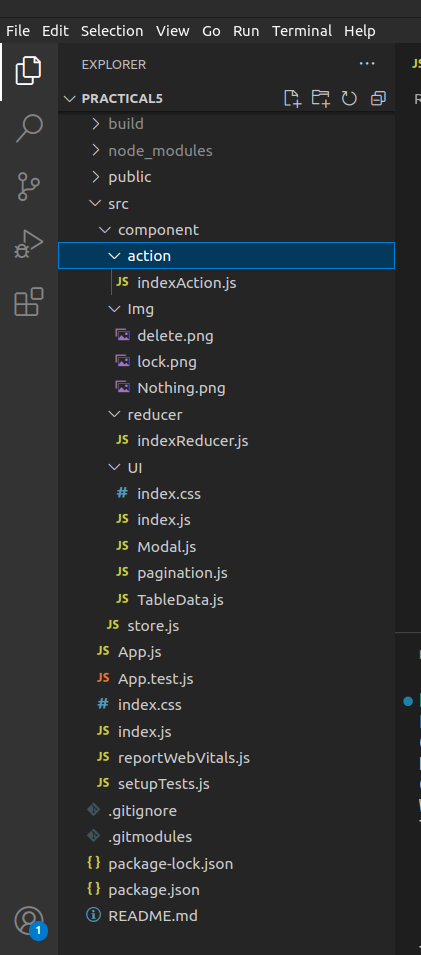 File Edit Selection View Go Run Terminal Help
EXPLORER
PRACTICAL5
build
node_modules
public
src
component
action
JS indexAction.js
Img
delete.png
lock.png
Nothing.png
reducer
JS indexReducer.js
UI
# index.css
JS index.js
JS Modal.js
JS pagination.js
JS TableData.js
JS store.js
JS App.js
JS App.test.js
# index.css
JS index.js
JS reportWebVitals.js
JS setupTests.js
.gitignore
.gitmodules
{} package-lock.json
{} package.json
README.md
1